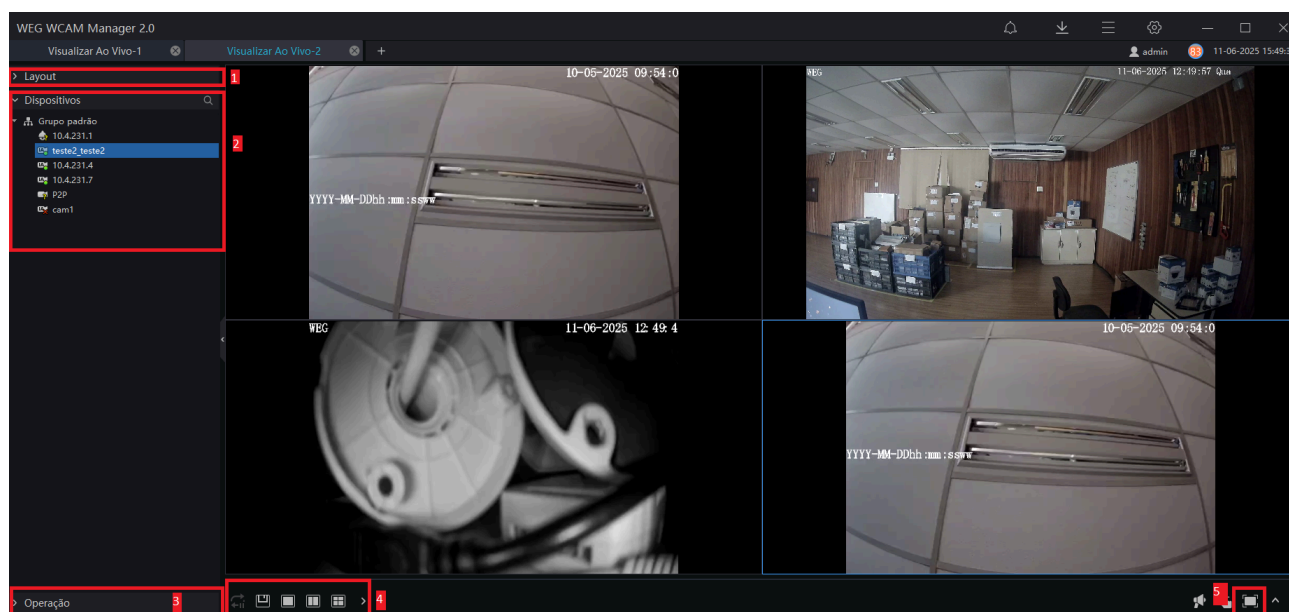 WEG WCAM Manager 2.0
Visualizar Ao Vivo-1
Visualizar Ao Vivo-2
+
admin
83
11-06-2025 15:49:3
Layout
1
Dispositivos
2
Grupo padrão
10.4.231.1
teste2_teste2
10.4.231.4
10.4.231.7
P2P
cam1
10-05-2025 09:54:0
YYYY-MM-DDhh:mm:ssww
WEG
11-06-2025 12:49:57 Qua
WEG
11-06-2025 12:49:4
10-05-2025 09:54:0
YYYY-MM-DDhh:mm:ssww
Operação
3
4
5